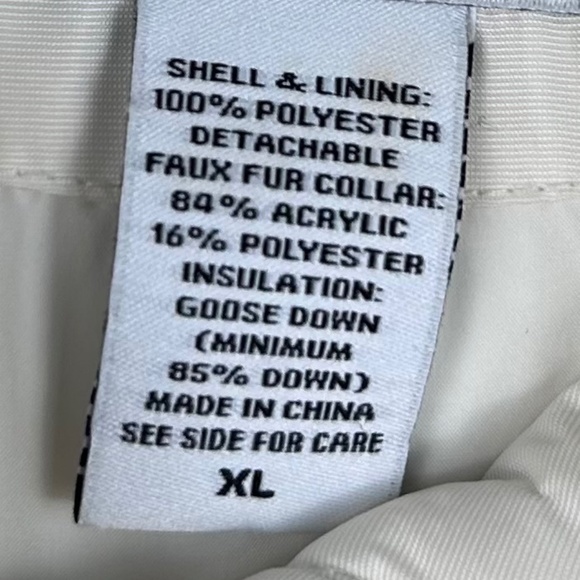 SHELL & LINING:
100% POLYESTER
DETACHABLE
FAUX FUR COLLAR:
84% ACRYLIC
16% POLYESTER
INSULATION:
GOOSE DOWN
(MINIMUM
85% DOWN)
MADE IN CHINA
SEE SIDE FOR CARE
XL